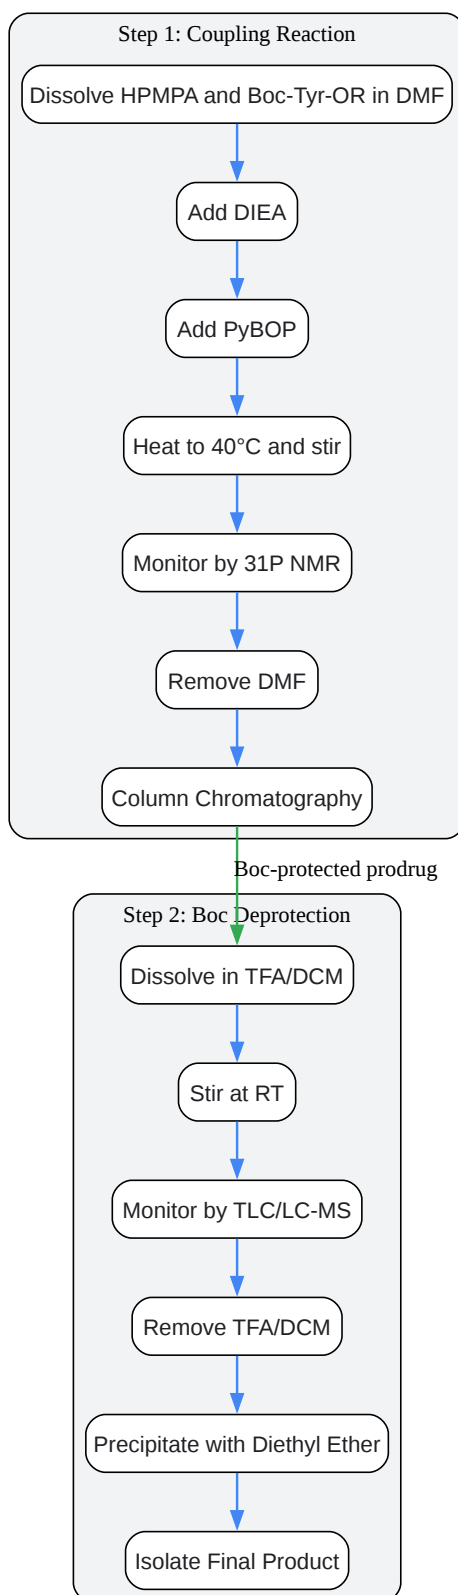 Step 1: Coupling Reaction
Dissolve HPMPA and Boc-Tyr-OR in DMF
Add DIEA
Add PyBOP
Heat to 40°C and stir
Monitor by 31P NMR
Remove DMF
Column Chromatography
Boc-protected prodrug
Step 2: Boc Deprotection
Dissolve in TFA/DCM
Stir at RT
Monitor by TLC/LC-MS
Remove TFA/DCM
Precipitate with Diethyl Ether
Isolate Final Product